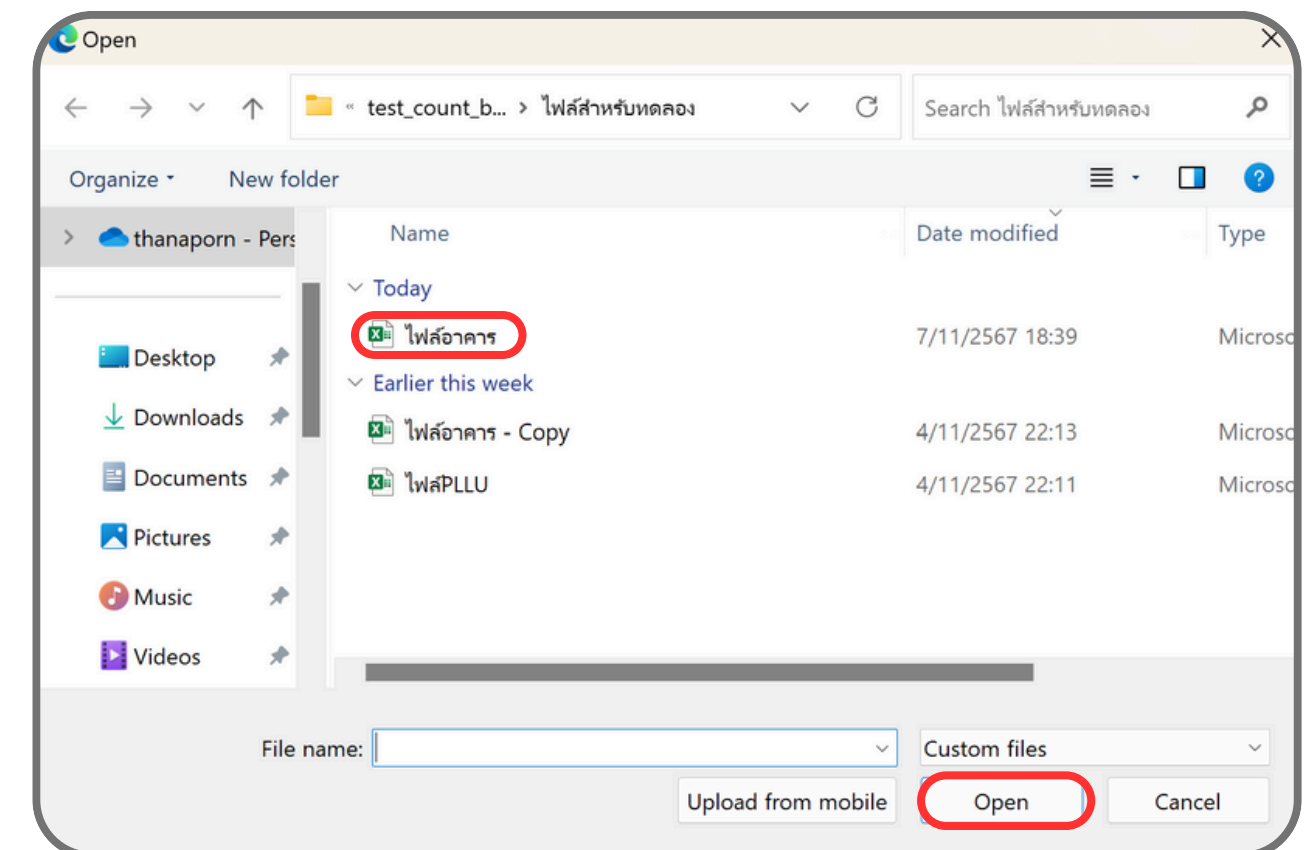 Open
« test_count_b... > ไฟล์สำหรับทดลอง
Search ไฟล์สำหรับทดลอง
Organize
New folder
thanaporn - Pers
Name
Date modified
Type
Today
ไฟล์อาคาร
7/11/2567 18:39
Microsc
Desktop
Earlier this week
Downloads
ไฟล์อาคาร - Copy
4/11/2567 22:13
Microsc
Documents
ไฟล์PLLU
4/11/2567 22:11
Microsc
Pictures
Music
Videos
File name:
Custom files
Upload from mobile
Open
Cancel